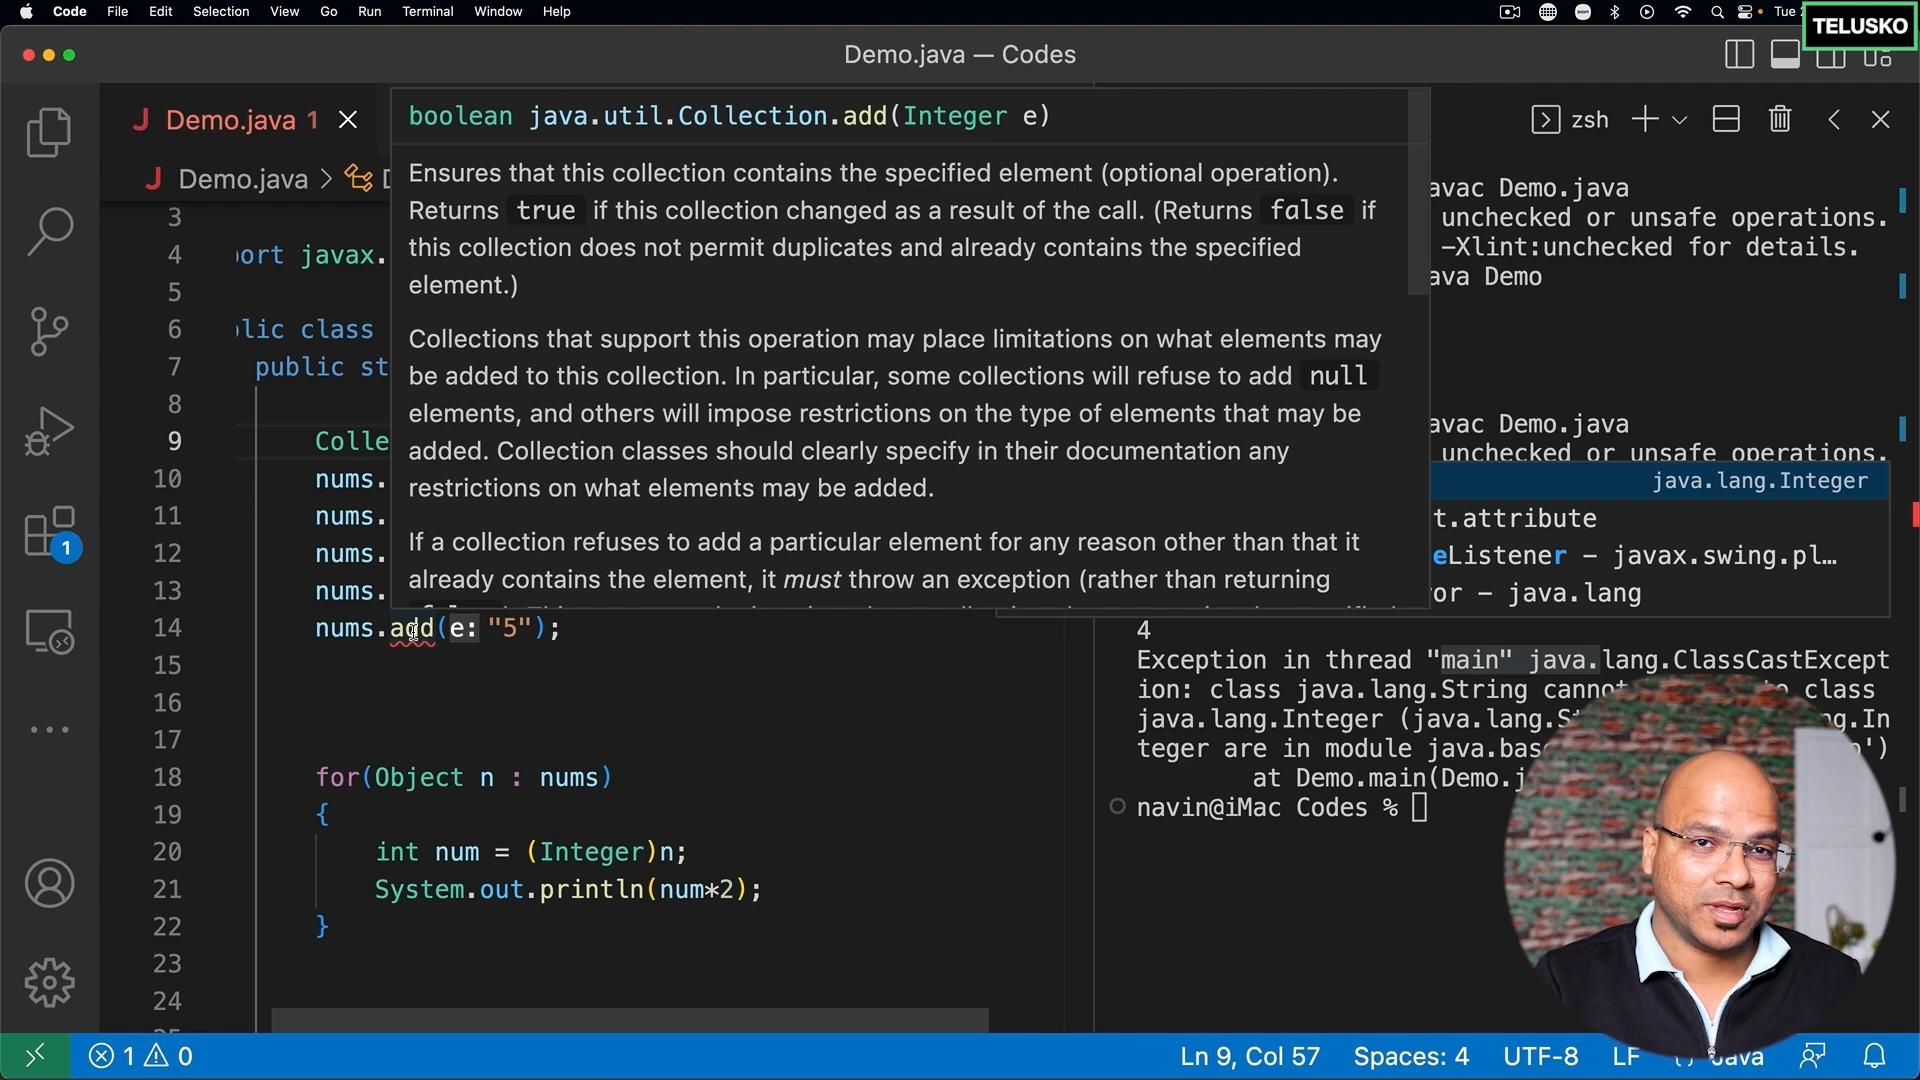 Code File Edit Selection View Go Run Terminal Window Help
Tue
TELUSKO
Demo.java — Codes
Demo.java 1
zsh
Demo.java >
boolean java.util.Collection.add(Integer e)
Ensures that this collection contains the specified element (optional operation).
Returns true if this collection changed as a result of the call. (Returns false if
this collection does not permit duplicates and already contains the specified
element.)
Collections that support this operation may place limitations on what elements may
be added to this collection. In particular, some collections will refuse to add null
elements, and others will impose restrictions on the type of elements that may be
added. Collection classes should clearly specify in their documentation any
restrictions on what elements may be added.
If a collection refuses to add a particular element for any reason other than that it
already contains the element, it must throw an exception (rather than returning
3
4 ort javax.
5
6 lic class
7 public st
8
9 Colle
10 nums.
11 nums.
12 nums.
13 nums.
14 nums.add(e: "5");
15
16
17
18 for(Object n : nums)
19 {
20 int num = (Integer)n;
21 System.out.println(num*2);
22 }
23
24
avac Demo.java
unchecked or unsafe operations.
-Xlint:unchecked for details.
ava Demo
avac Demo.java
unchecked or unsafe operations.
java.lang.Integer
t.attribute
eListener - javax.swing.pl…
or - java.lang
4
Exception in thread "main" java.lang.ClassCastExcept
ion: class java.lang.String canno class
java.lang.Integer (java.lang.S ng.In
teger are in module java.bas ')
at Demo.main(Demo.j
navin@iMac Codes %
1
1 0
Ln 9, Col 57 Spaces: 4 UTF-8 LF Java